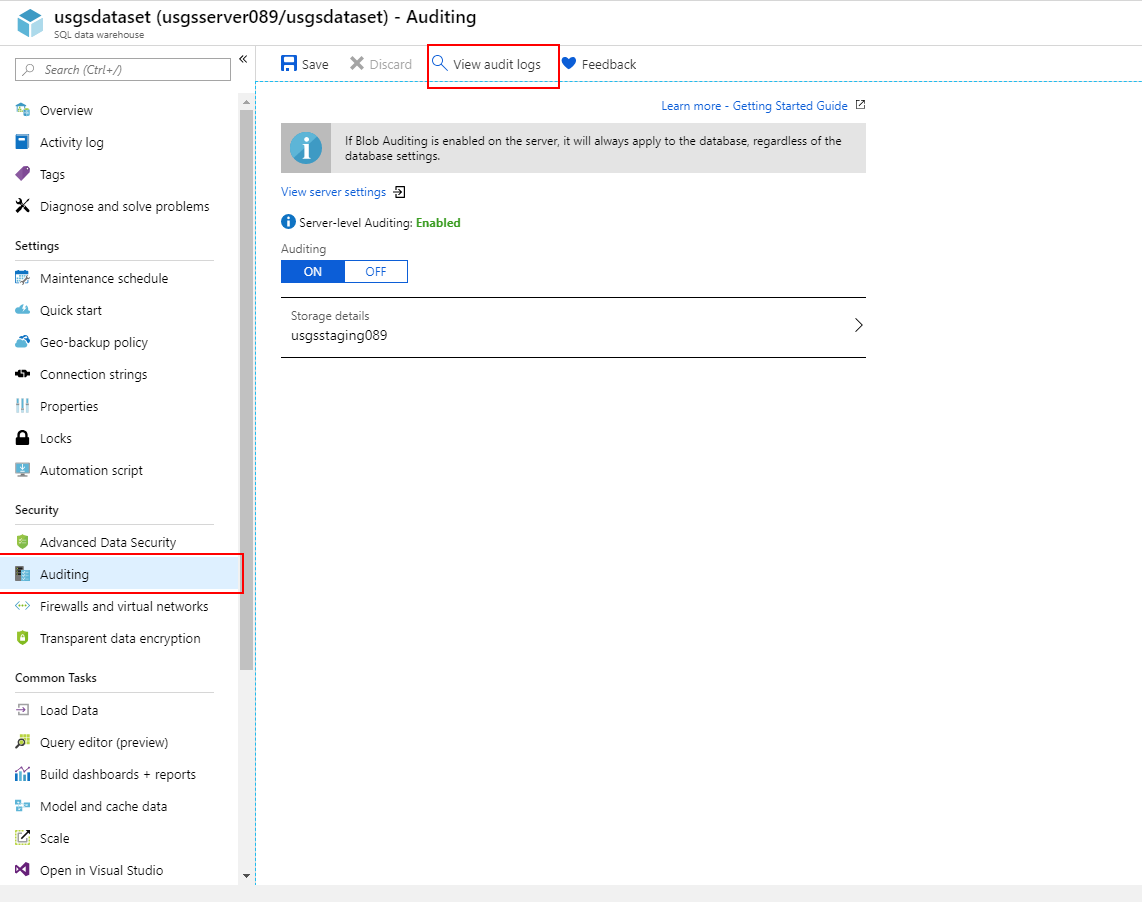 usgsdataset (usgsserver089/usgsdataset) - Auditing
SQL data warehouse
Search (Ctrl+/)
«
Overview
Activity log
Tags
Diagnose and solve problems
Settings
Maintenance schedule
Quick start
Geo-backup policy
Connection strings
Properties
Locks
Automation script
Security
Advanced Data Security
Auditing
Firewalls and virtual networks
Transparent data encryption
Common Tasks
Load Data
Query editor (preview)
Build dashboards + reports
Model and cache data
Scale
Open in Visual Studio
Save Discard View audit logs Feedback
Learn more - Getting Started Guide
If Blob Auditing is enabled on the server, it will always apply to the database, regardless of the
database settings.
View server settings
Server-level Auditing: Enabled
Auditing
ON OFF
Storage details
usgsstaging089